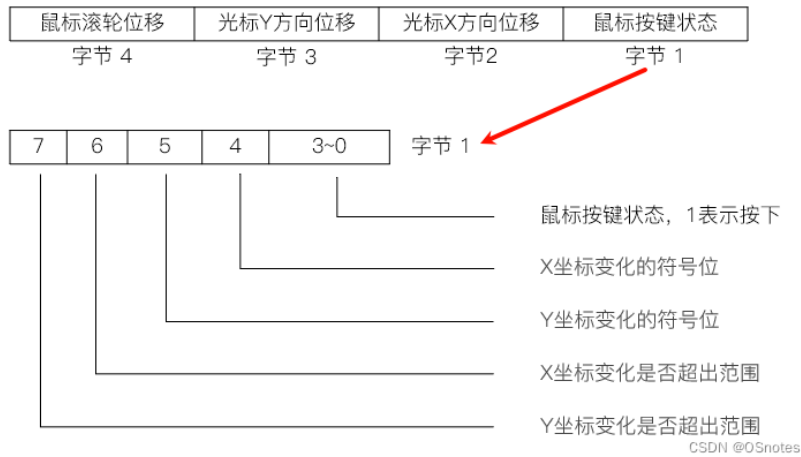 鼠标滚轮位移 光标Y方向位移 光标X方向位移 鼠标按键状态
字节 4 字节 3 字节2 字节 1
7 6 5 4 3~0 字节 1
鼠标按键状态，1表示按下
X坐标变化的符号位
Y坐标变化的符号位
X坐标变化是否超出范围
Y坐标变化是否超出范围
CSDN @OSnotes